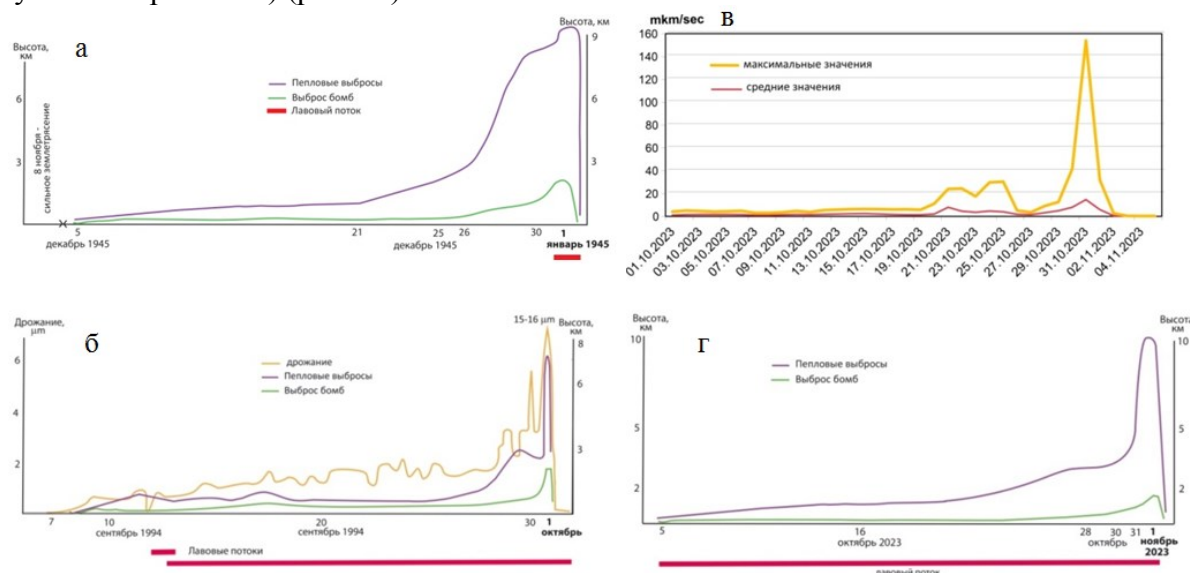 а
Высота,
км
Высота, км
9
6
6
3
3
8 ноября -
сильное землетрясение
Пепловые выбросы
Выброс бомб
Лавовый поток
5
21
25
26
30
1
декабрь 1945
декабрь 1945
январь 1945
mkm/sec
в
160
140
120
100
80
60
40
20
0
максимальные значения
средние значения
01.10.2023
03.10.2023
05.10.2023
07.10.2023
09.10.2023
11.10.2023
13.10.2023
15.10.2023
17.10.2023
19.10.2023
21.10.2023
23.10.2023
25.10.2023
27.10.2023
29.10.2023
31.10.2023
02.11.2023
04.11.2023
Дрожание,
μm
б
15-16 μm
Высота,
км
8
6
6
4
3
2
дрожание
Пепловые выбросы
Выброс бомб
7
10
20
30
1
сентябрь 1994
сентябрь 1994
октябрь
Лавовые потоки
Высота,
км
г
Высота,
км
10
10
5
5
2
2
Пепловые выбросы
Выброс бомб
5
16
28
30
31
1
октябрь 2023
октябрь
ноябрь
2023
лавовый поток